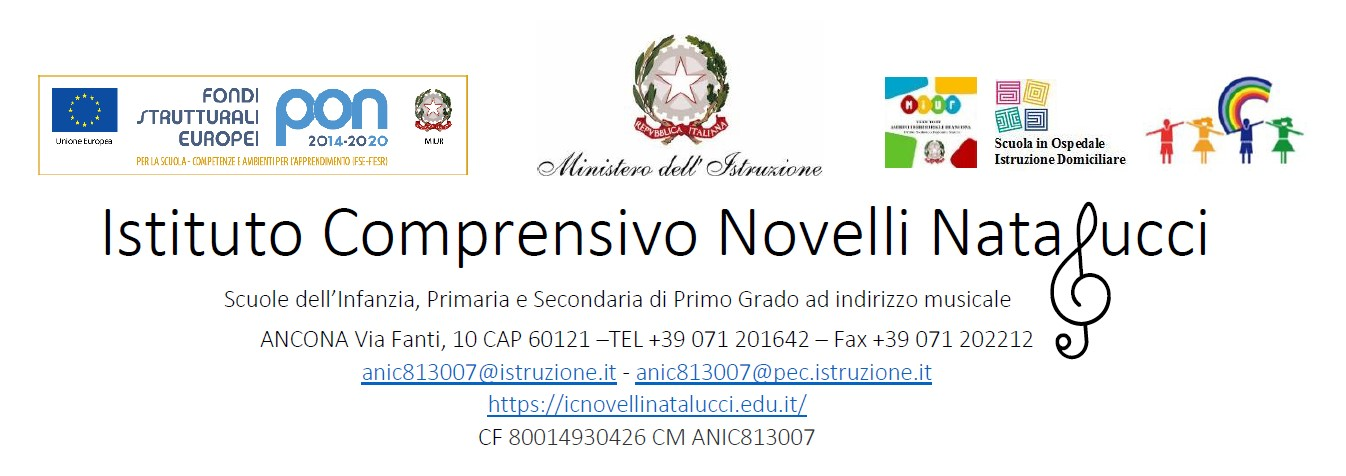 FONDI
STRUTTURALI
EUROPEI
pon
2014-2020
Unione Europea
MIUR
PER LA SCUOLA - COMPETENZE E AMBIENTI PER L'APPRENDIMENTO (FSE-FESR)
REPVBBLICA ITALIANA
Ministero dell'Istruzione
MIUR
Scuola in Ospedale
Istruzione Domiciliare
Istituto Comprensivo Novelli Natalucci
Scuole dell'Infanzia, Primaria e Secondaria di Primo Grado ad indirizzo musicale
ANCONA Via Fanti, 10 CAP 60121 –TEL +39 071 201642 – Fax +39 071 202212
anic813007@istruzione.it - anic813007@pec.istruzione.it
https://icnovellinatalucci.edu.it/
CF 80014930426 CM ANIC813007